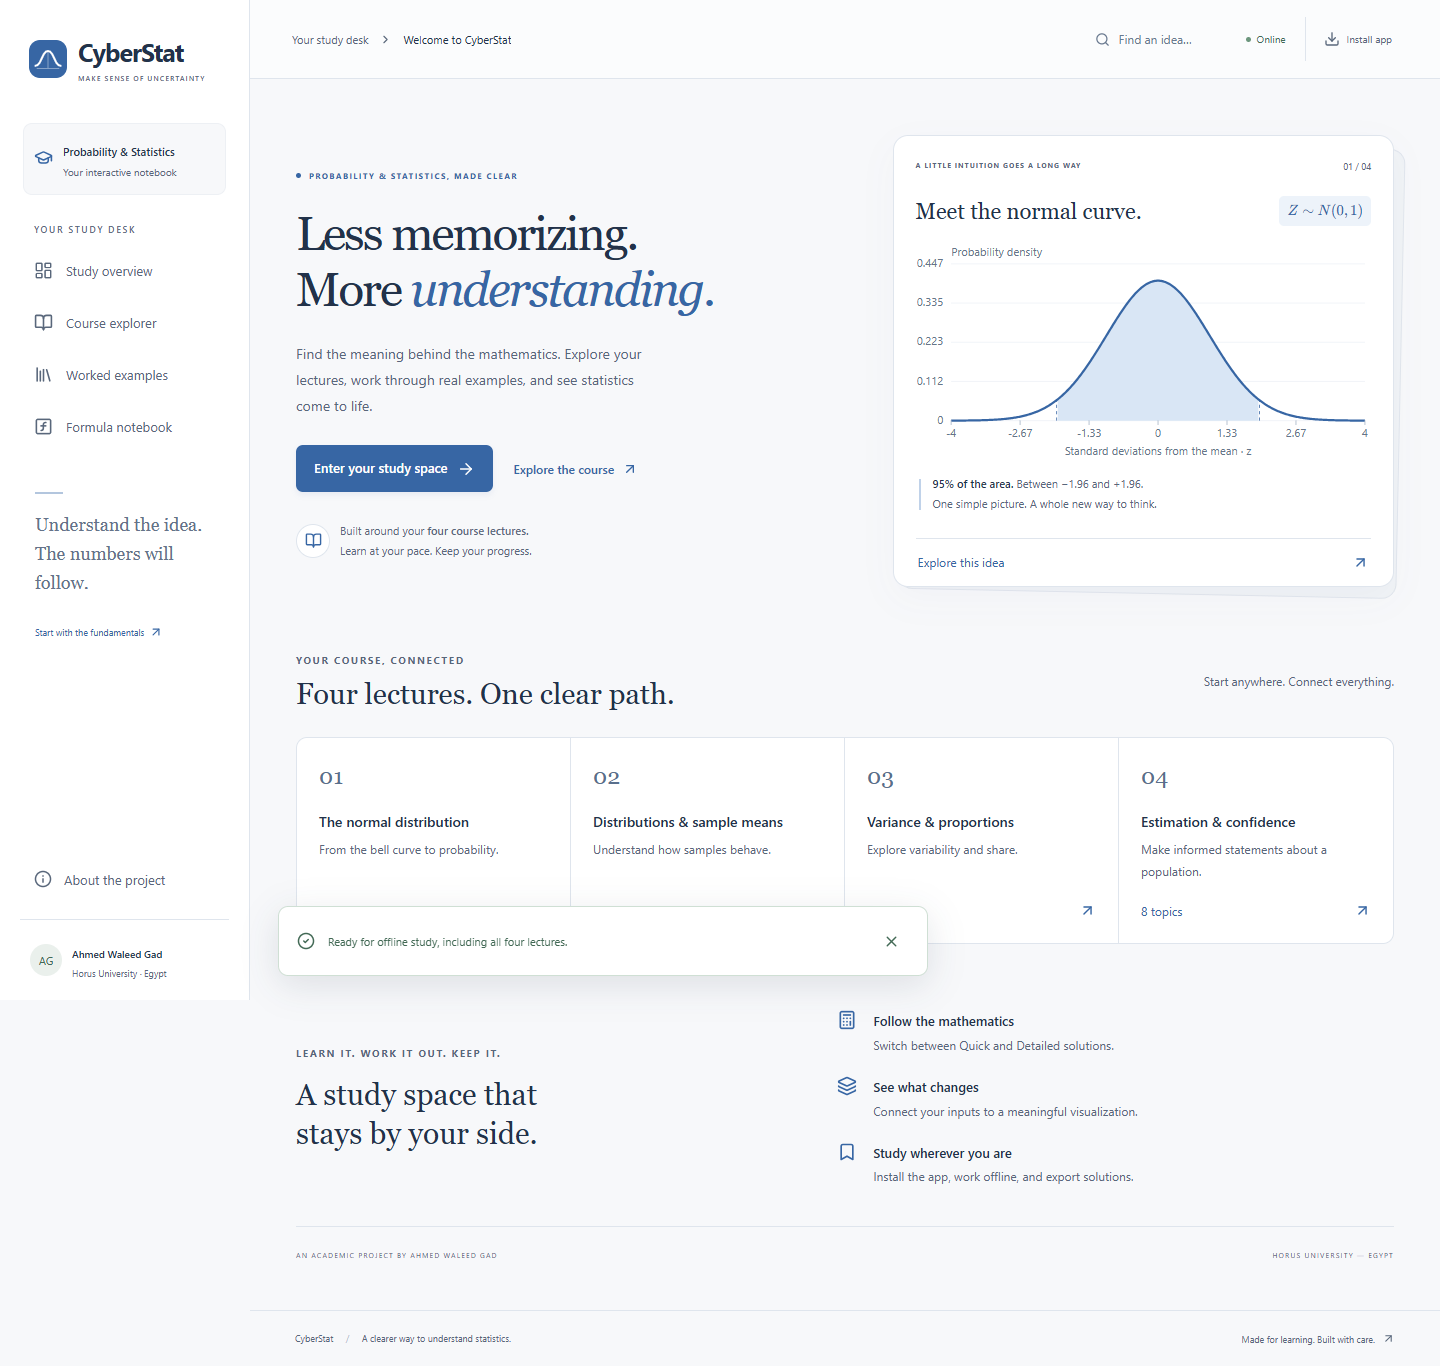 CyberStat
MAKE SENSE OF UNCERTAINTY
Probability & Statistics
Your interactive notebook
YOUR STUDY DESK
Study overview
Course explorer
Worked examples
Formula notebook
Understand the idea.
The numbers will
follow.
Start with the fundamentals
About the project
AG
Ahmed Waleed Gad
Horus University · Egypt
Your study desk
Welcome to CyberStat
Find an idea...
Online
Install app
PROBABILITY & STATISTICS, MADE CLEAR
Less memorizing.
More understanding.
Find the meaning behind the mathematics. Explore your
lectures, work through real examples, and see statistics
come to life.
Enter your study space
Explore the course
Built around your four course lectures.
Learn at your pace. Keep your progress.
A LITTLE INTUITION GOES A LONG WAY
01 / 04
Meet the normal curve.
Z ∼ N(0, 1)
Probability density
0.447
0.335
0.223
0.112
0
-4 -2.67 -1.33 0 1.33 2.67 4
Standard deviations from the mean · z
95% of the area. Between −1.96 and +1.96.
One simple picture. A whole new way to think.
Explore this idea
YOUR COURSE, CONNECTED
Four lectures. One clear path.
Start anywhere. Connect everything.
01
The normal distribution
From the bell curve to probability.
02
Distributions & sample means
Understand how samples behave.
03
Variance & proportions
Explore variability and share.
04
Estimation & confidence
Make informed statements about a
population.
8 topics
Ready for offline study, including all four lectures.
LEARN IT. WORK IT OUT. KEEP IT.
A study space that
stays by your side.
Follow the mathematics
Switch between Quick and Detailed solutions.
See what changes
Connect your inputs to a meaningful visualization.
Study wherever you are
Install the app, work offline, and export solutions.
AN ACADEMIC PROJECT BY AHMED WALEED GAD
HORUS UNIVERSITY — EGYPT
CyberStat / A clearer way to understand statistics.
Made for learning. Built with care.